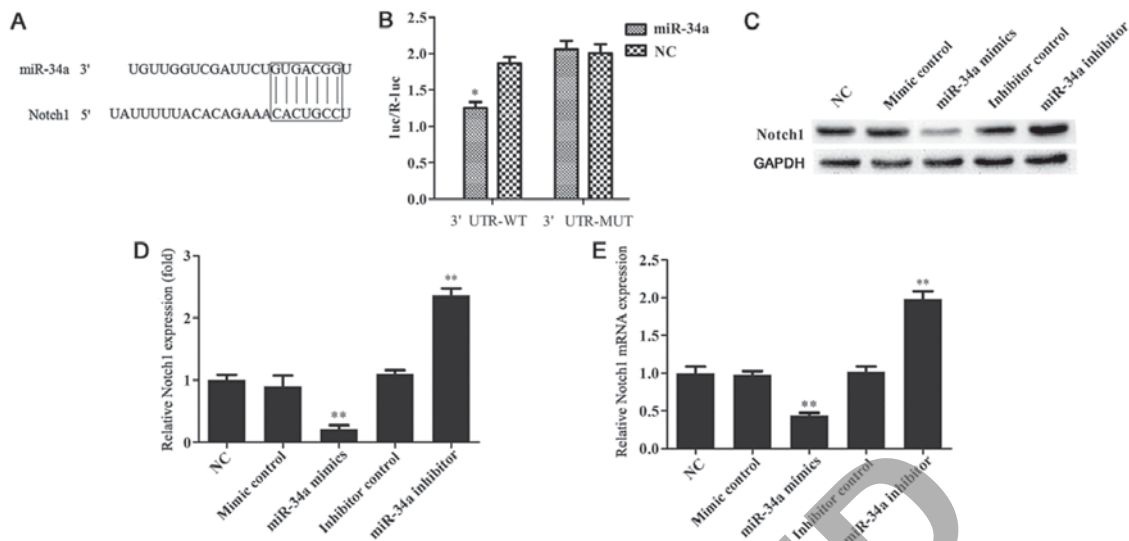 A
miR-34a 3' UGUUGGUCGAUUCUGUGACGGU
Notch1 5' UAUUUUUACACAGAAACACUGCCU
B
luc/R-luc
2.5
2.0
1.5
1.0
0.5
0.0
*
miR-34a
NC
3' UTR-WT
3' UTR-MUT
C
NC
Mimic control
miR-34a mimics
Inhibitor control
miR-34a inhibitor
Notch1
GAPDH
D
Relative Notch1 expression (fold)
3
2
1
0
**
**
NC
Mimic control
miR-34a mimics
Inhibitor control
miR-34a inhibitor
E
Relative Notch1 mRNA expression
2.5
2.0
1.5
1.0
0.5
0.0
**
**
NC
Mimic control
miR-34a mimics
Inhibitor control
miR-34a inhibitor